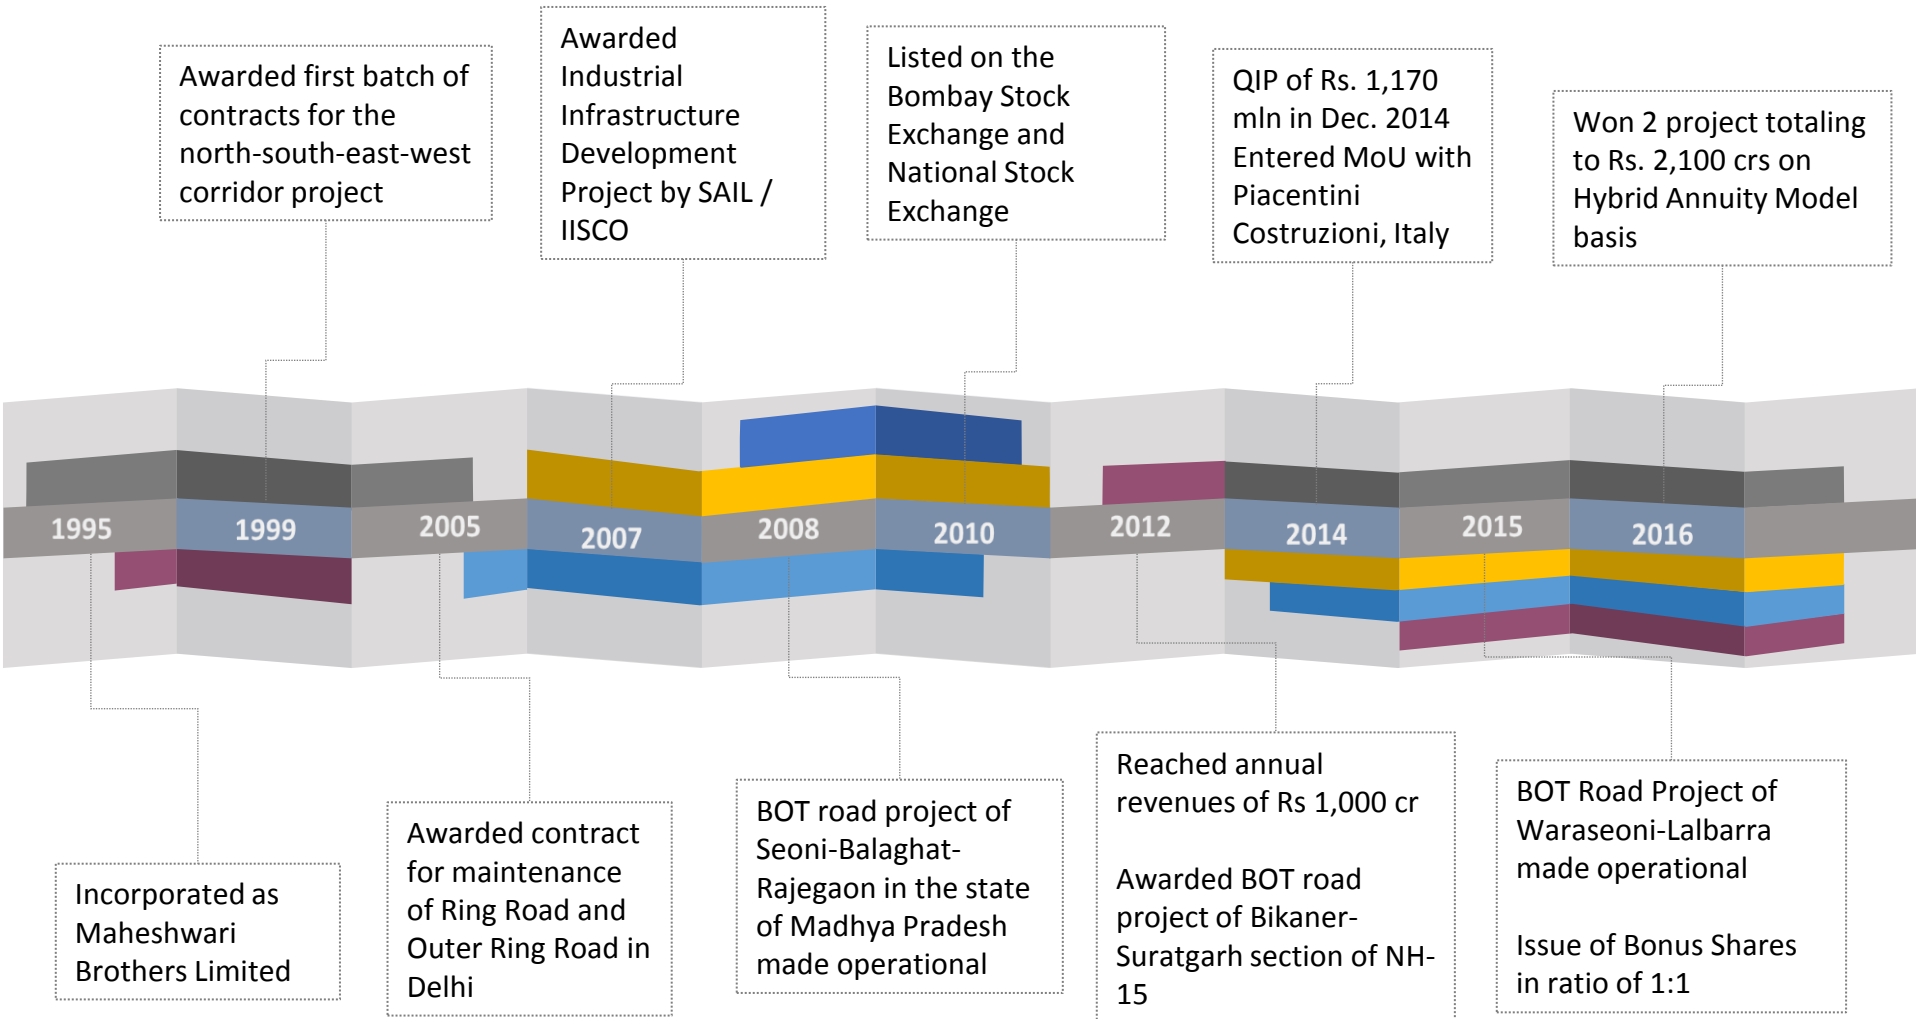 Awarded first batch of
contracts for the
north-south-east-west
corridor project
Awarded
Industrial
Infrastructure
Development
Project by SAIL /
IISCO
Listed on the
Bombay Stock
Exchange and
National Stock
Exchange
QIP of Rs. 1,170
mln in Dec. 2014
Entered MoU with
Piacentini
Costruzioni, Italy
Won 2 project totaling
to Rs. 2,100 crs on
Hybrid Annuity Model
basis
1995
1999
2005
2007
2008
2010
2012
2014
2015
2016
Incorporated as
Maheshwari
Brothers Limited
Awarded contract
for maintenance
of Ring Road and
Outer Ring Road in
Delhi
BOT road project of
Seoni-Balaghat-
Rajegaon in the state
of Madhya Pradesh
made operational
Reached annual
revenues of Rs 1,000 cr
Awarded BOT road
project of Bikaner-
Suratgarh section of NH-
15
BOT Road Project of
Waraseoni-Lalbarra
made operational
Issue of Bonus Shares
in ratio of 1:1